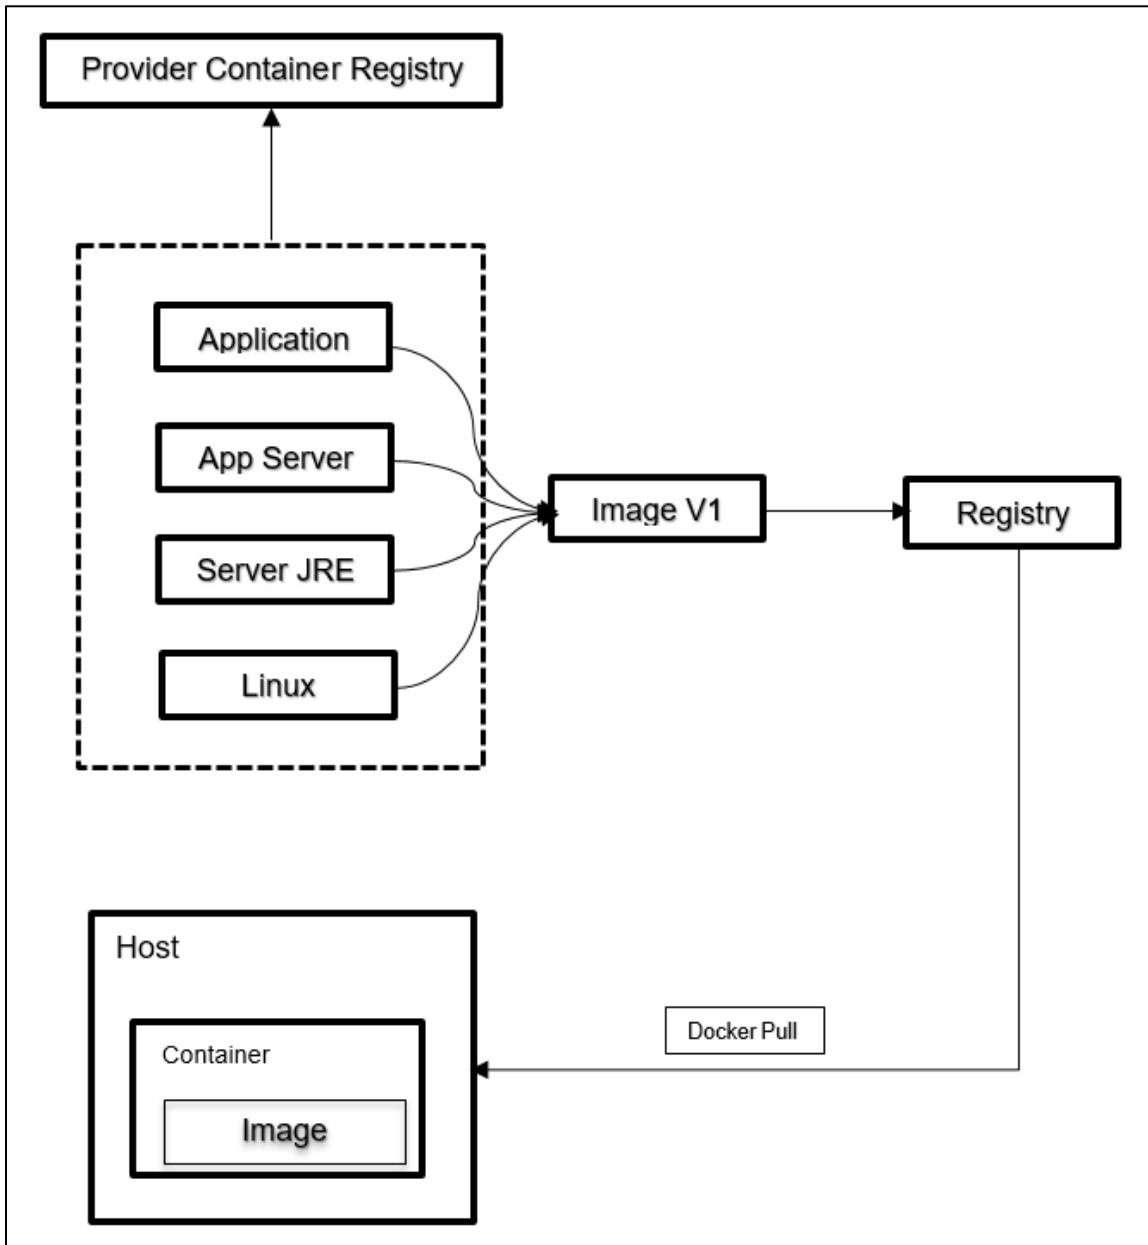 Provider Container Registry
Application
App Server
Server JRE
Linux
Image V1
Registry
Host
Container
Image
Docker Pull